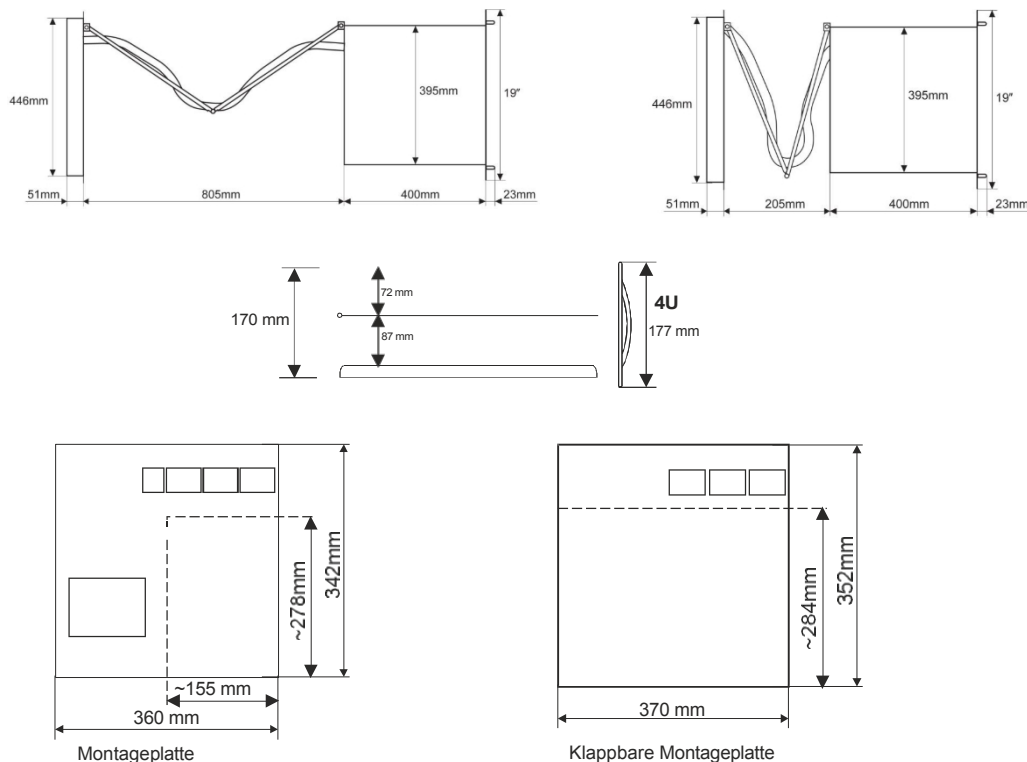 446mm
395mm
19"
51mm
805mm
400mm
23mm
446mm
395mm
19"
51mm
205mm
400mm
23mm
170 mm
72 mm
87 mm
4U
177 mm
~278mm
342mm
~155 mm
360 mm
Montageplatte
~284mm
352mm
370 mm
Klappbare Montageplatte